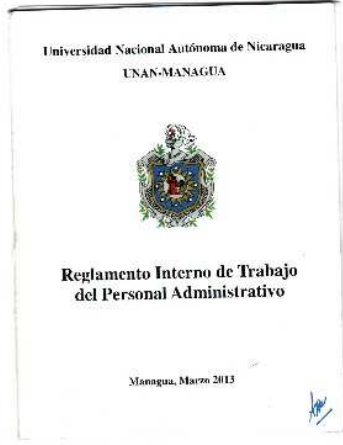 Universidad Nacional Autónoma de Nicaragua
UNAN-MANAGUA
Reglamento Interno de Trabajo
del Personal Administrativo
Managua, Marzo 2013